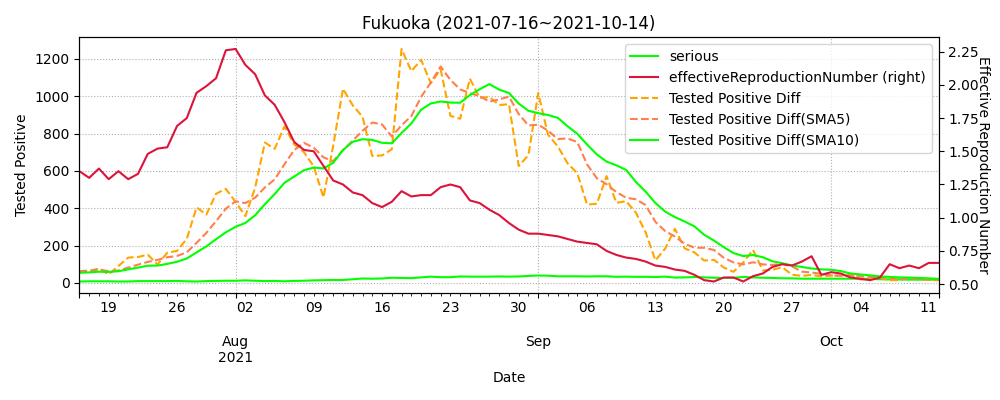 Fukuoka (2021-07-16~2021-10-14)
Tested Positive
1200
1000
800
600
400
200
0
serious
effectiveReproductionNumber (right)
Tested Positive Diff
Tested Positive Diff(SMA5)
Tested Positive Diff(SMA10)
2.25
2.00
1.75
1.50
1.25
1.00
0.75
0.50
Effective Reproduction Number
19 26 02 09 16 23 30 06 13 20 27 04 11
Aug Sep Oct
2021
Date